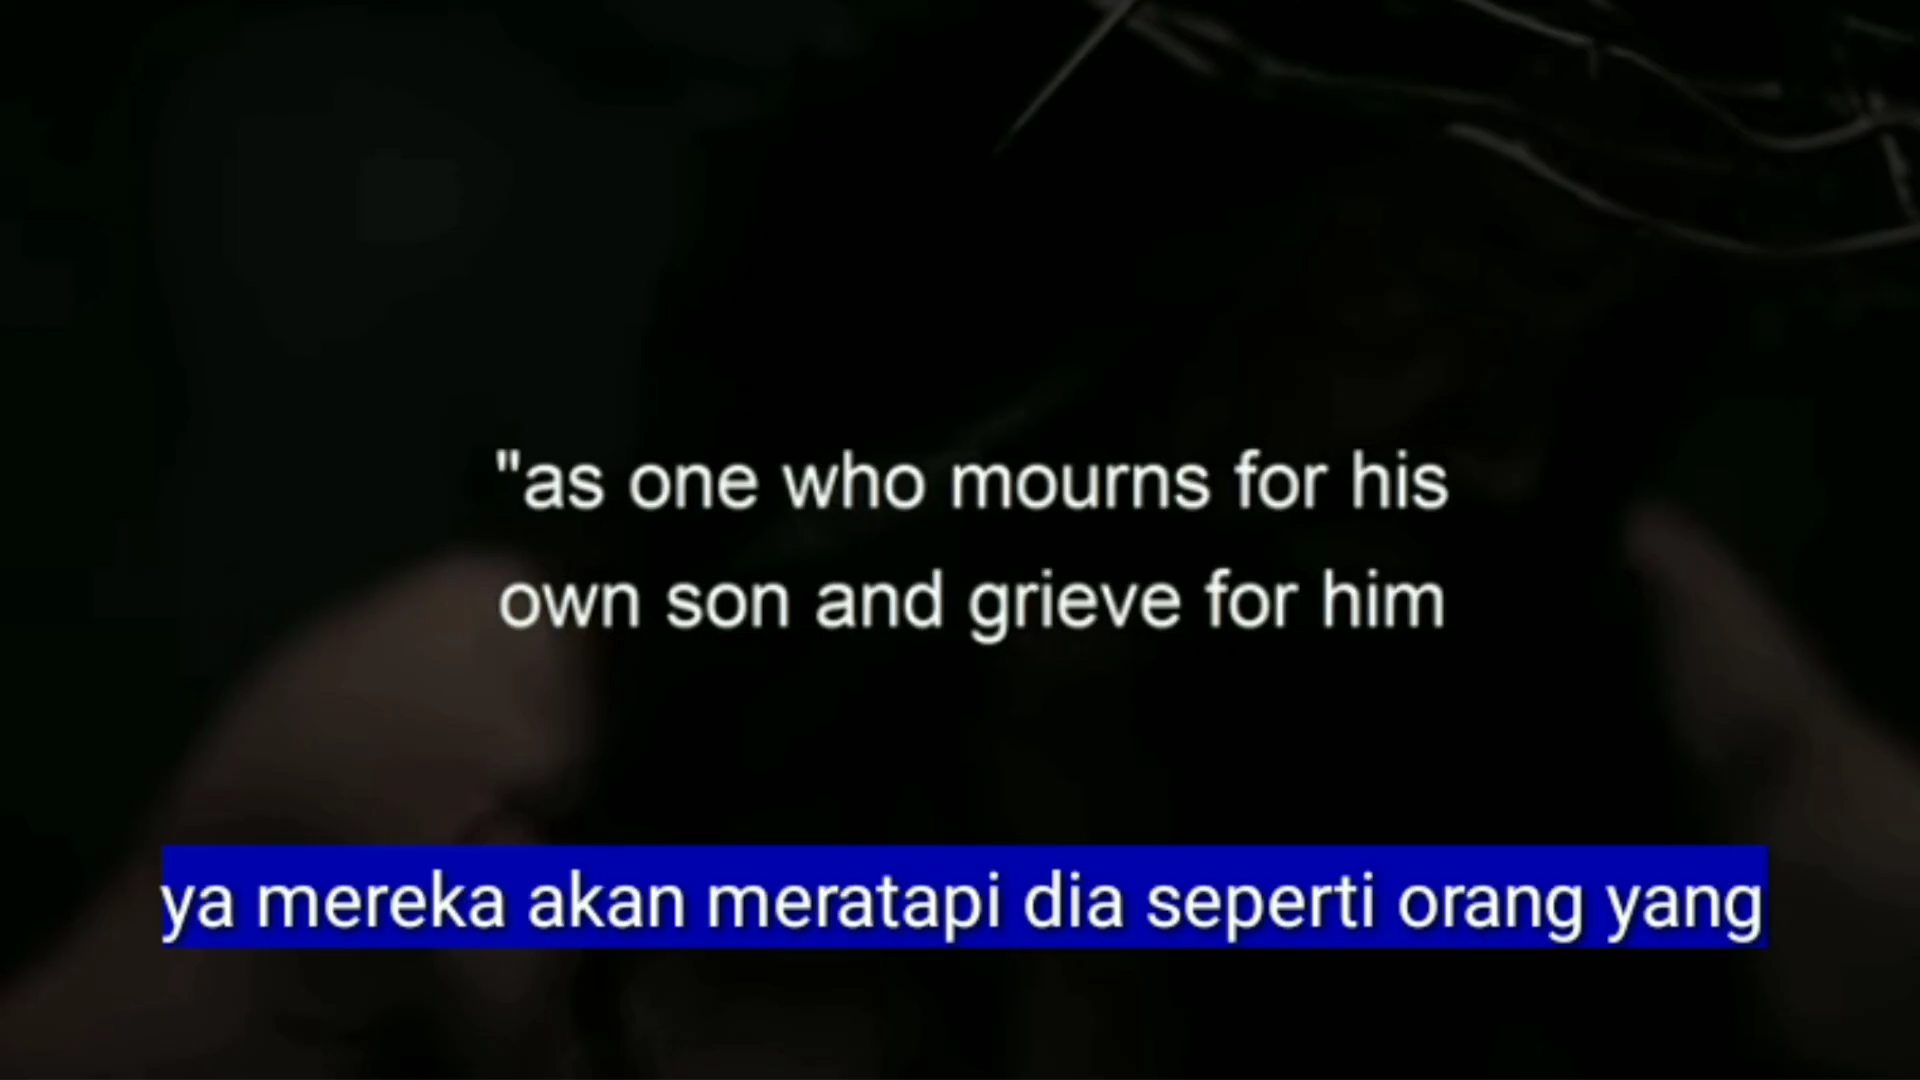 "as one who mourns for his
own son and grieve for him
ya mereka akan meratapi dia seperti orang yang